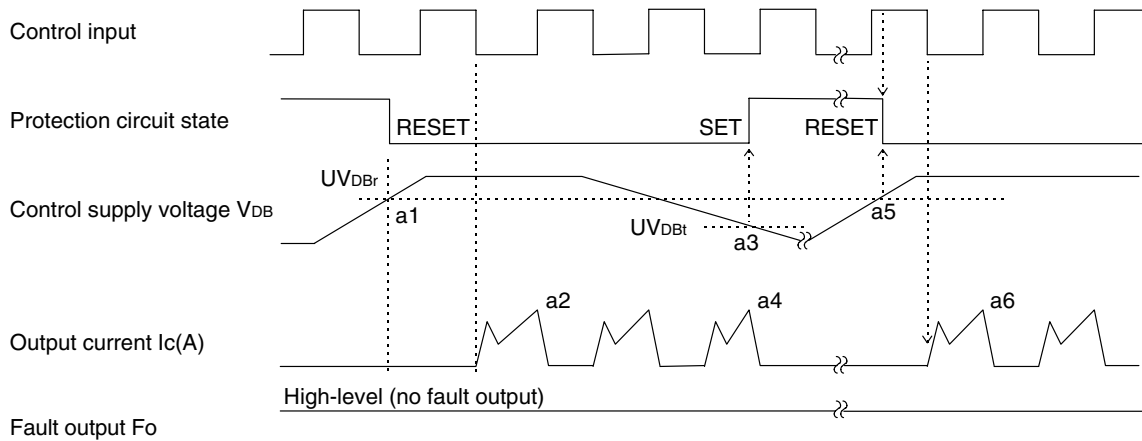 Control input
Protection circuit state
RESET
SET
RESET
UVDBr
Control supply voltage VDB
a1
a5
UVDBt
a3
a2
a4
a6
Output current Ic(A)
High-level (no fault output)
Fault output Fo